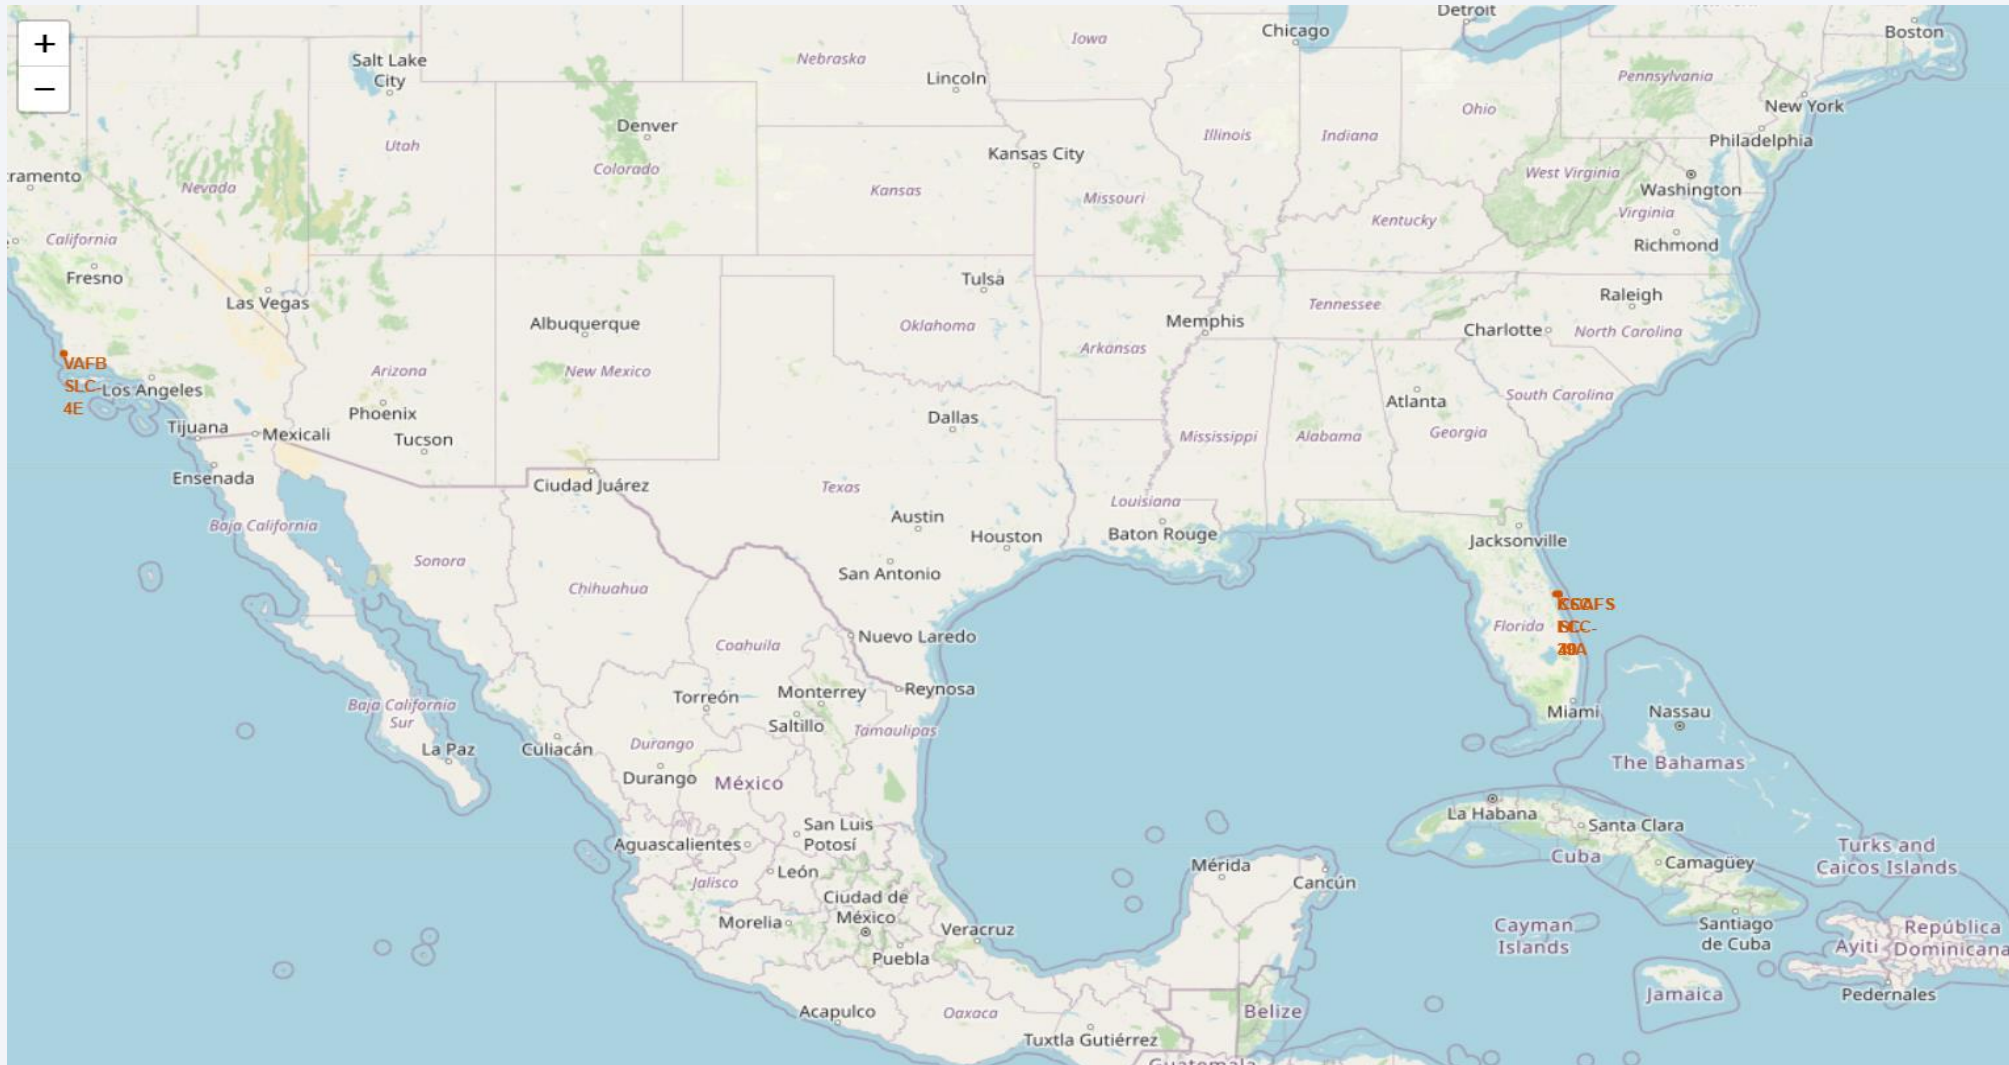 +
−
Detroit
Chicago
Boston
Iowa
Nebraska
Salt Lake
City
Lincoln
Pennsylvania
New York
Ohio
Denver
Utah
Illinois
Indiana
Philadelphia
Kansas City
Colorado
cramento
Nevada
Kansas
Missouri
West Virginia
Washington
Kentucky
Virginia
California
Richmond
Fresno
Tulsa
Las Vegas
Tennessee
Raleigh
Albuquerque
Oklahoma
Memphis
Charlotte
North Carolina
Arkansas
VAFB
SLC-
4E
Los Angeles
Arizona
New Mexico
Phoenix
Dallas
Atlanta
South Carolina
Tijuana
Mexicali
Tucson
Mississippi
Alabama
Georgia
Ensenada
Ciudad Juárez
Texas
Louisiana
Baja California
Austin
Houston
Baton Rouge
Jacksonville
Sonora
Chihuahua
San Antonio
Florida
Coahuila
Nuevo Laredo
Torreón
Monterrey
Reynosa
Baja California
Sur
Saltillo
Tamaulipas
Miami
Nassau
La Paz
Culiacán
Durango
Durango
México
The Bahamas
La Habana
Santa Clara
San Luis
Potosí
Aguascalientes
Mérida
Cuba
Camagüey
Turks and
Caicos Islands
León
Jalisco
Cancún
Ciudad de
México
Morelia
Veracruz
Cayman
Islands
Santiago
de Cuba
República
Dominicana
Ayiti
Puebla
Jamaica
Pedernales
Acapulco
Oaxaca
Belize
Tuxtla Gutiérrez
Guatemala